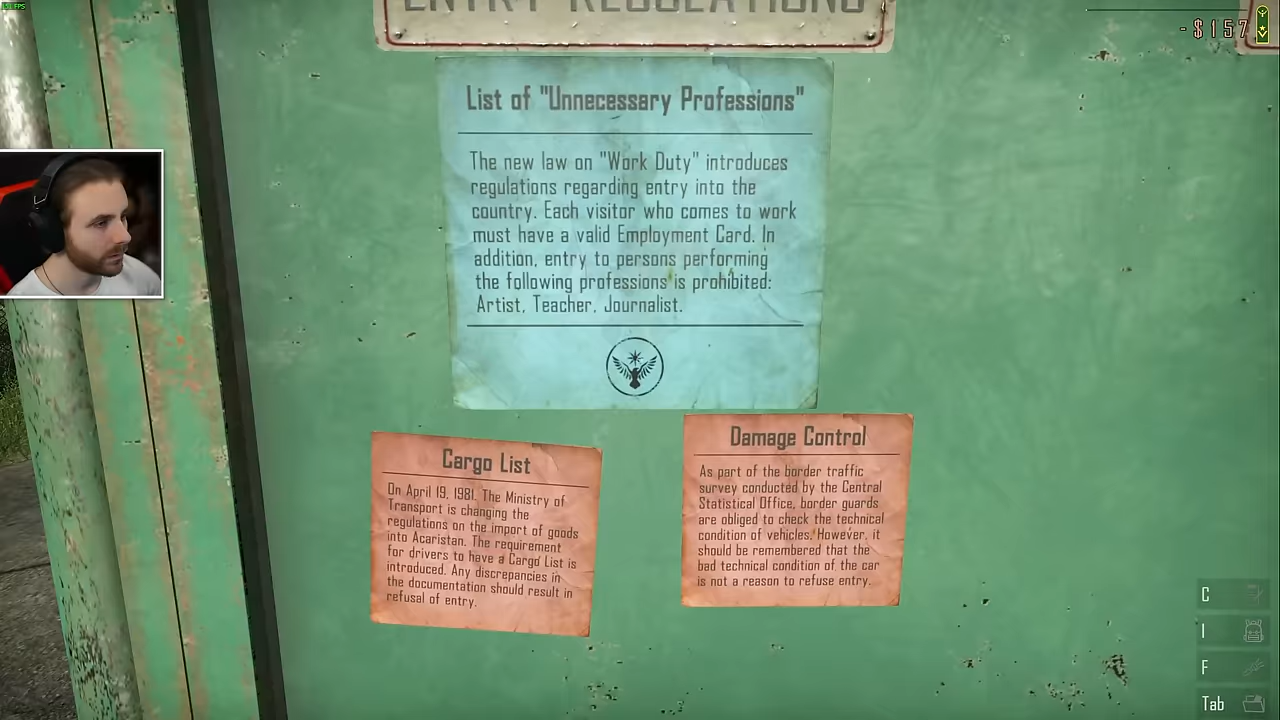 ENTRY REGULATIONS
-$157
List of "Unnecessary Professions"
The new law on "Work Duty" introduces
regulations regarding entry into the
country. Each visitor who comes to work
must have a valid Employment Card. In
addition, entry to persons performing
the following professions is prohibited:
Artist, Teacher, Journalist.
Cargo List
On April 19, 1981, The Ministry of
Transport is changing the
regulations on the import of goods
into Acaristan. The requirement
for drivers to have a Cargo List is
introduced. Any discrepancies in
the documentation should result in
refusal of entry.
Damage Control
As part of the border traffic
survey conducted by the Central
Statistical Office, border guards
are obliged to check the technical
condition of vehicles. However, it
should be remembered that the
bad technical condition of the car
is not a reason to refuse entry.
C
I
F
Tab